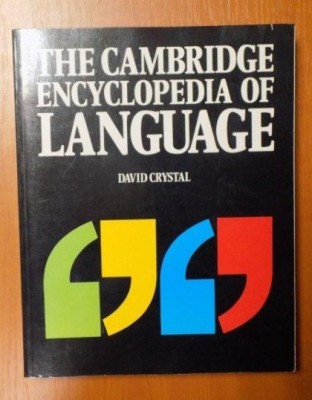 THE CAMBRIDGE
ENCYCLOPEDIA OF
LANGUAGE
DAVID CRYSTAL